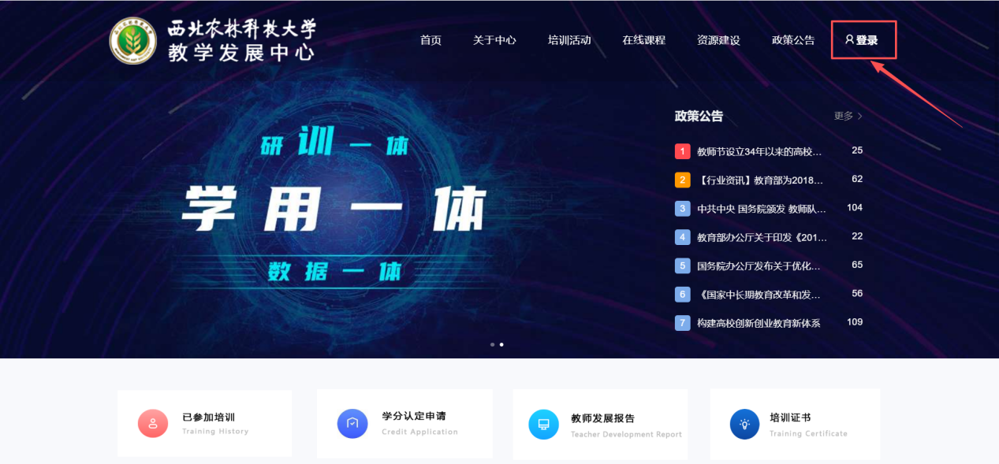 西北农林科技大学
教学发展中心
首页 关于中心 培训活动 在线课程 资源建设 政策公告 登录
研 训 一 体
学 用 一 体
数 据 一 体
政策公告 更多 >
1 教师节设立34年以来的高校... 25
2 【行业资讯】教育部为2018... 62
3 中共中央 国务院颁发 教师队... 104
4 教育部办公厅关于印发《201... 22
5 国务院办公厅发布关于优化... 65
6 《国家中长期教育改革和发... 56
7 构建高校创新创业教育新体系 109
已参加培训
Training History
学分认定申请
Credit Application
教师发展报告
Teacher Development Report
培训证书
Training Certificate